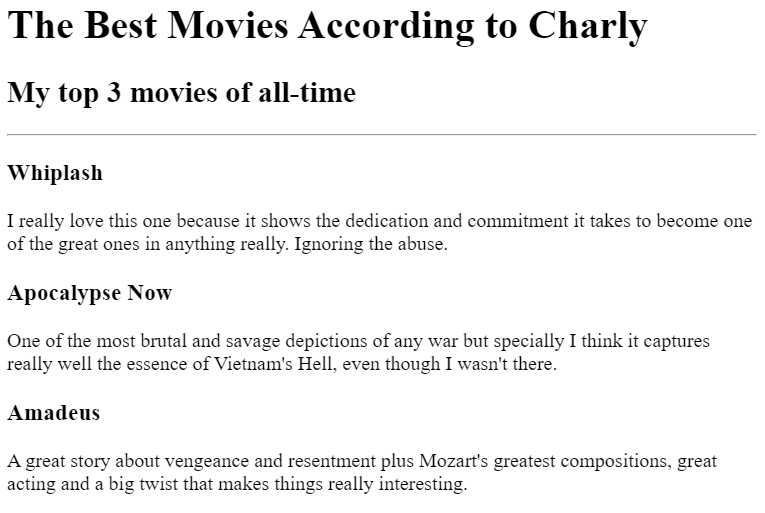 The Best Movies According to Charly
My top 3 movies of all-time
Whiplash
I really love this one because it shows the dedication and commitment it takes to become one
of the great ones in anything really. Ignoring the abuse.
Apocalypse Now
One of the most brutal and savage depictions of any war but specially I think it captures
really well the essence of Vietnam's Hell, even though I wasn't there.
Amadeus
A great story about vengeance and resentment plus Mozart's greatest compositions, great
acting and a big twist that makes things really interesting.